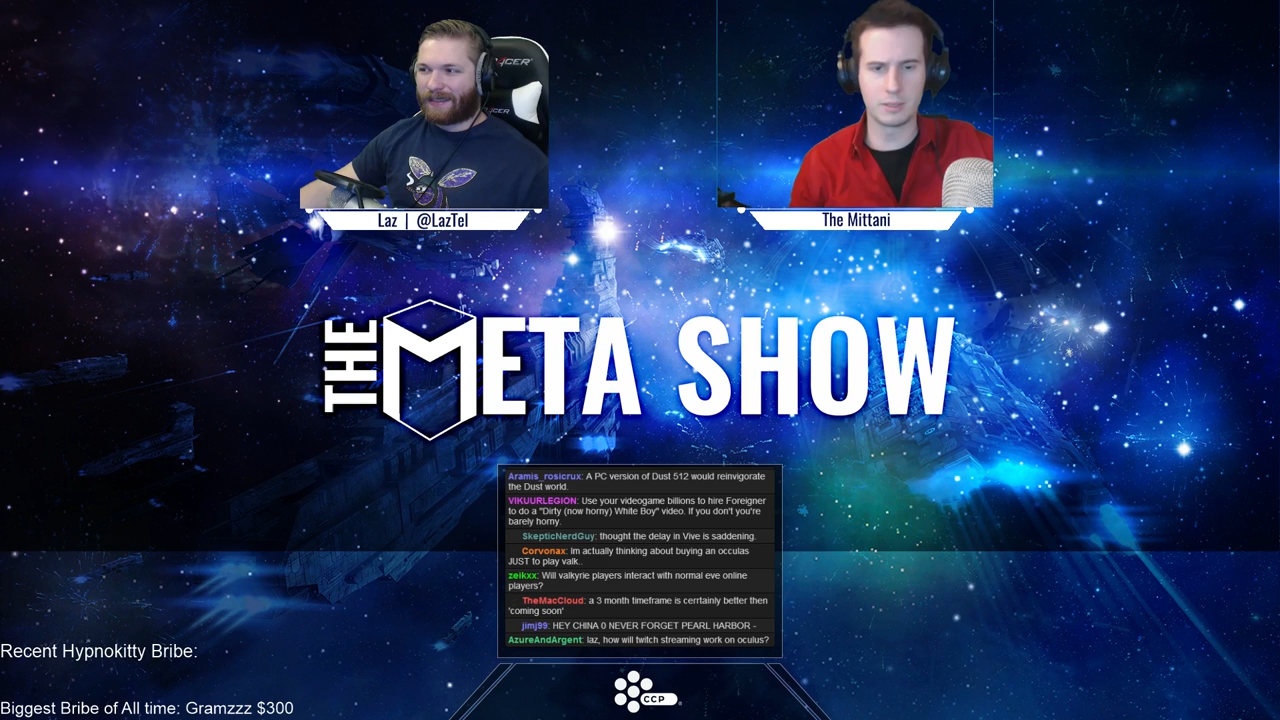 RACER
Laz | @LazTel
The Mittani
THE META SHOW
Aramis_rosicrux: A PC version of Dust 512 would reinvigorate
the Dust world.
VIKUURLEGION: Use your videogame billions to hire Foreigner
to do a "Dirty (now horny) White Boy" video. If you don't you're
barely horny.
SkepticNerdGuy: thought the delay in Vive is saddening.
Corvonax: Im actually thinking about buying an occulas
JUST to play valk..
zeikxx: Will valkyrie players interact with normal eve online
players?
TheMacCloud: a 3 month timeframe is cerrtainly better then
'coming soon'
jimj99: HEY CHINA 0 NEVER FORGET PEARL HARBOR -
AzureAndArgent: laz, how will twitch streaming work on oculus?
Recent Hypnokitty Bribe:
CCP
Biggest Bribe of All time: Gramzzz $300